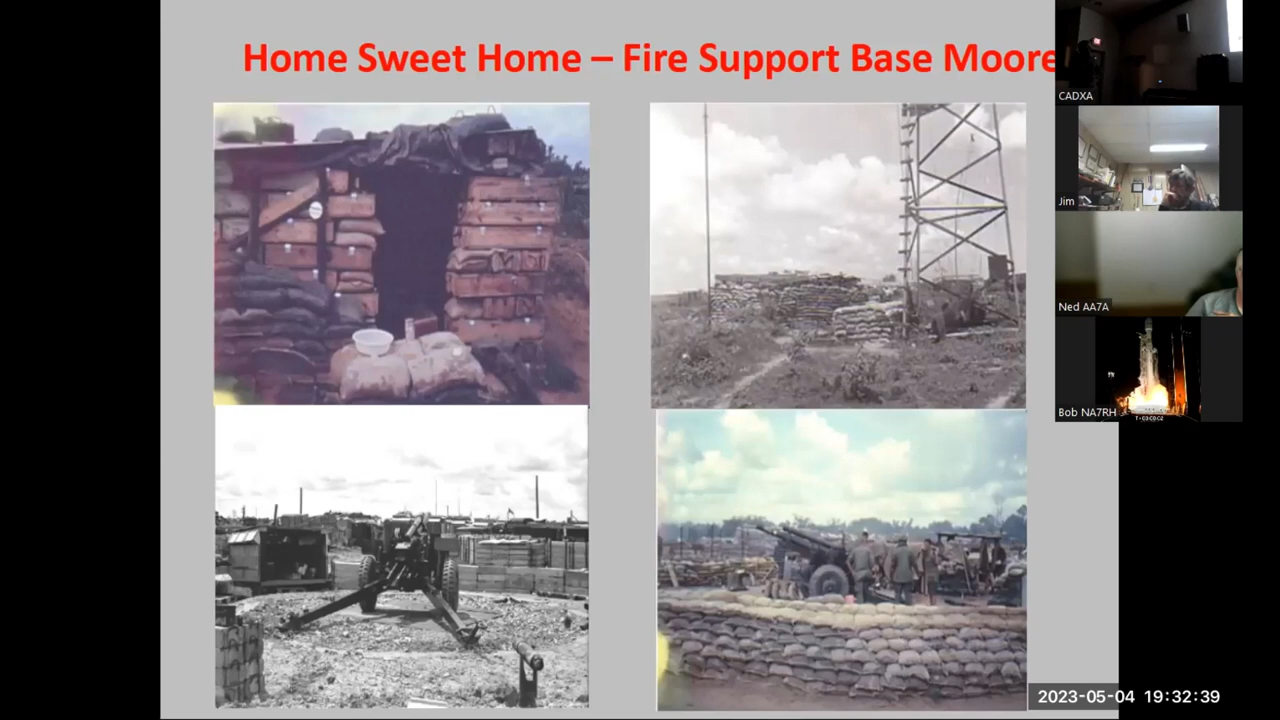 Home Sweet Home – Fire Support Base Moore
CADXA
Jim
Ned AA7A
Bob NA7RH
2023-05-04 19:32:39